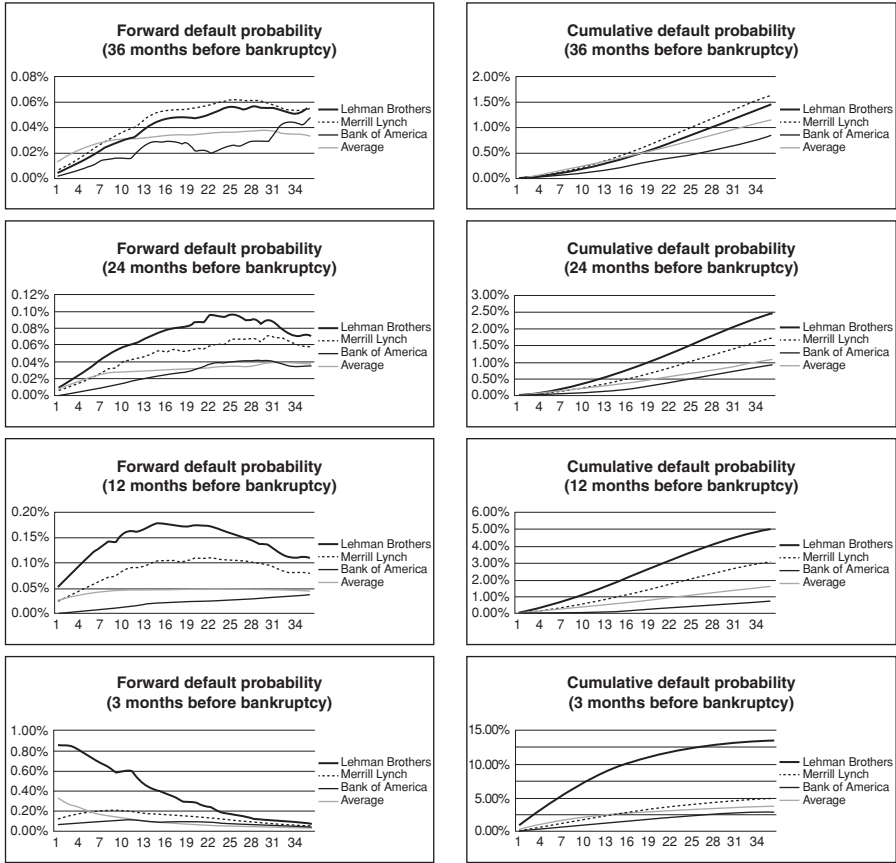 Forward default probability
(36 months before bankruptcy)
0.08%
0.06%
0.04%
0.02%
0.00%
1 4 7 10 13 16 19 22 25 28 31 34
Lehman Brothers
Merrill Lynch
Bank of America
Average
Cumulative default probability
(36 months before bankruptcy)
2.00%
1.50%
1.00%
0.50%
0.00%
1 4 7 10 13 16 19 22 25 28 31 34
Lehman Brothers
Merrill Lynch
Bank of America
Average
Forward default probability
(24 months before bankruptcy)
0.12%
0.10%
0.08%
0.06%
0.04%
0.02%
0.00%
1 4 7 10 13 16 19 22 25 28 31 34
Lehman Brothers
Merrill Lynch
Bank of America
Average
Cumulative default probability
(24 months before bankruptcy)
3.00%
2.50%
2.00%
1.50%
1.00%
0.50%
0.00%
1 4 7 10 13 16 19 22 25 28 31 34
Lehman Brothers
Merrill Lynch
Bank of America
Average
Forward default probability
(12 months before bankruptcy)
0.20%
0.15%
0.10%
0.05%
0.00%
1 4 7 10 13 16 19 22 25 28 31 34
Lehman Brothers
Merrill Lynch
Bank of America
Average
Cumulative default probability
(12 months before bankruptcy)
6.00%
5.00%
4.00%
3.00%
2.00%
1.00%
0.00%
1 4 7 10 13 16 19 22 25 28 31 34
Lehman Brothers
Merrill Lynch
Bank of America
Average
Forward default probability
(3 months before bankruptcy)
1.00%
0.80%
0.60%
0.40%
0.20%
0.00%
1 4 7 10 13 16 19 22 25 28 31 34
Lehman Brothers
Merrill Lynch
Bank of America
Average
Cumulative default probability
(3 months before bankruptcy)
15.00%
10.00%
5.00%
0.00%
1 4 7 10 13 16 19 22 25 28 31 34
Lehman Brothers
Merrill Lynch
Bank of America
Average